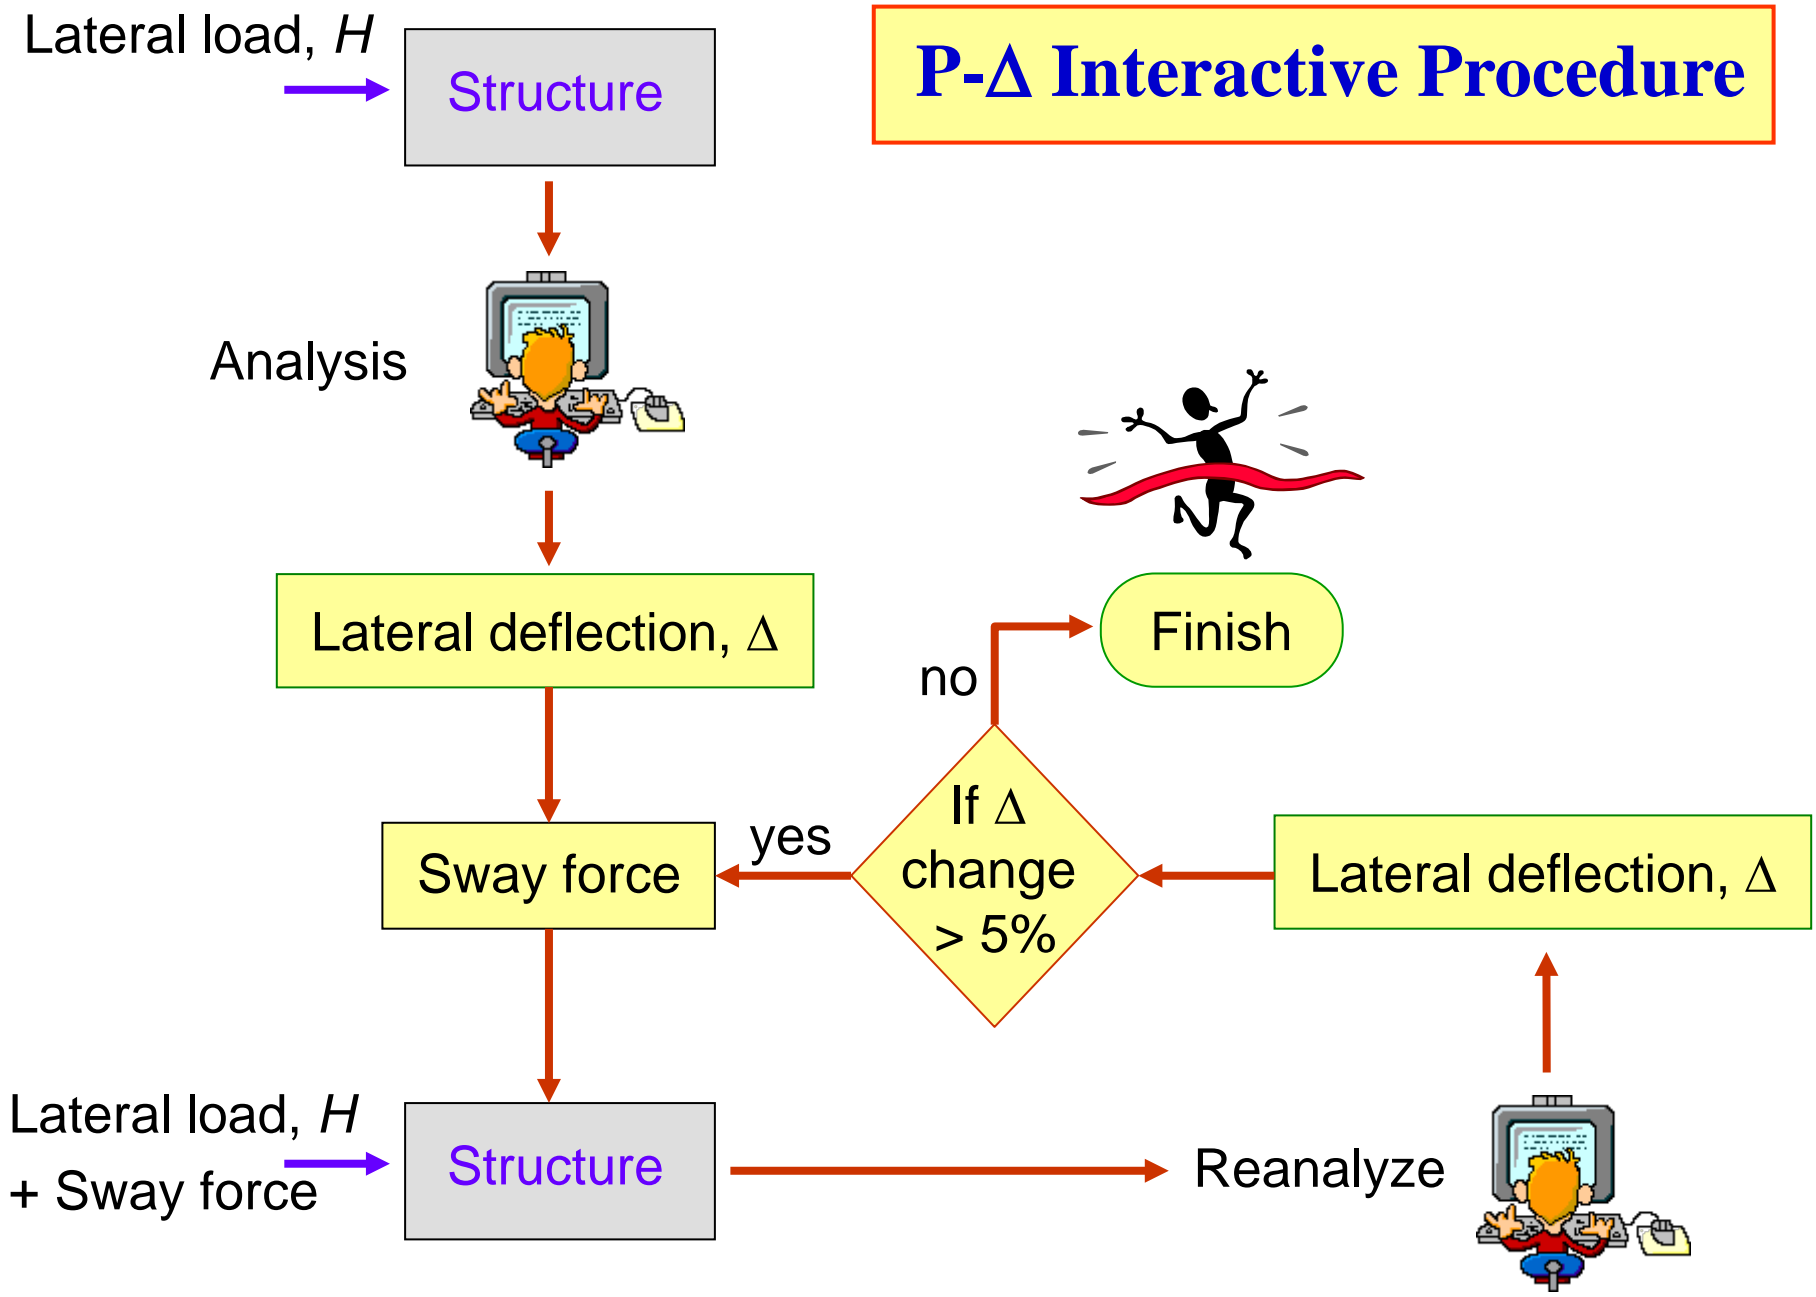 Lateral load, H
Structure
P-Δ Interactive Procedure
Analysis
Lateral deflection, Δ
Finish
no
If Δ
change
> 5%
yes
Sway force
Lateral deflection, Δ
Lateral load, H
+ Sway force
Structure
Reanalyze